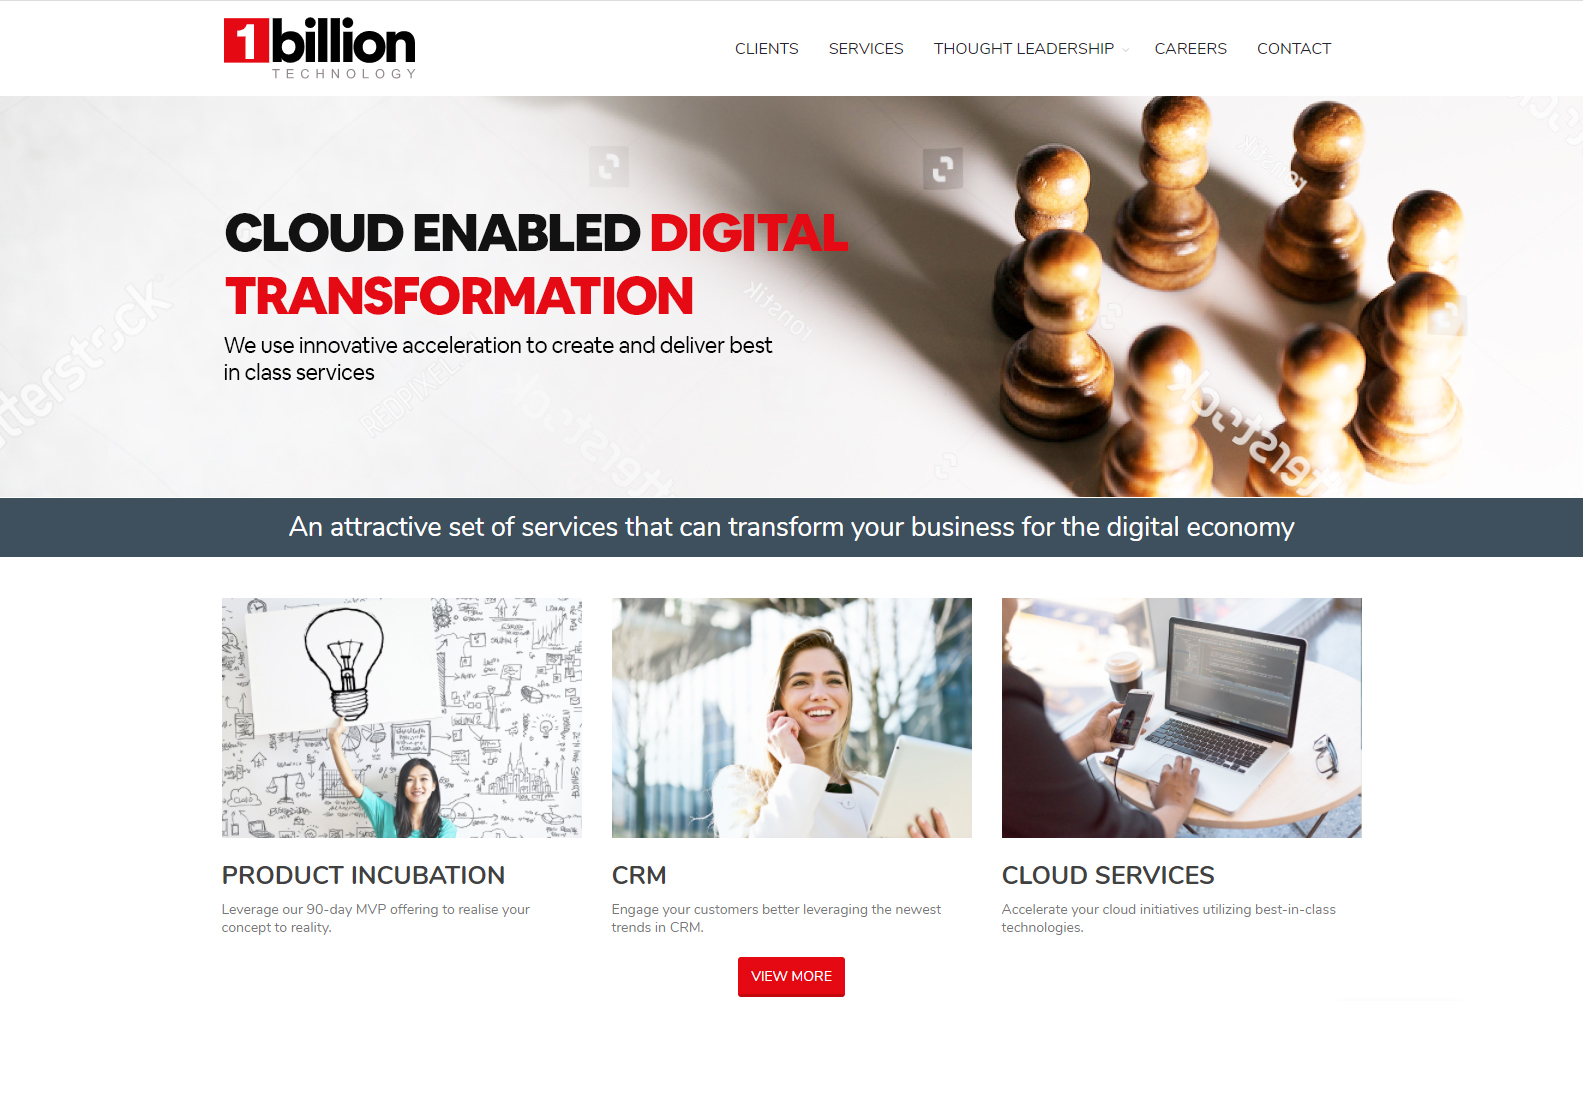 1billion
TECHNOLOGY
CLIENTS SERVICES THOUGHT LEADERSHIP CAREERS CONTACT
CLOUD ENABLED DIGITAL
TRANSFORMATION
We use innovative acceleration to create and deliver best
in class services
An attractive set of services that can transform your business for the digital economy
PRODUCT INCUBATION
Leverage our 90-day MVP offering to realise your
concept to reality.
CRM
Engage your customers better leveraging the newest
trends in CRM.
CLOUD SERVICES
Accelerate your cloud initiatives utilizing best-in-class
technologies.
VIEW MORE